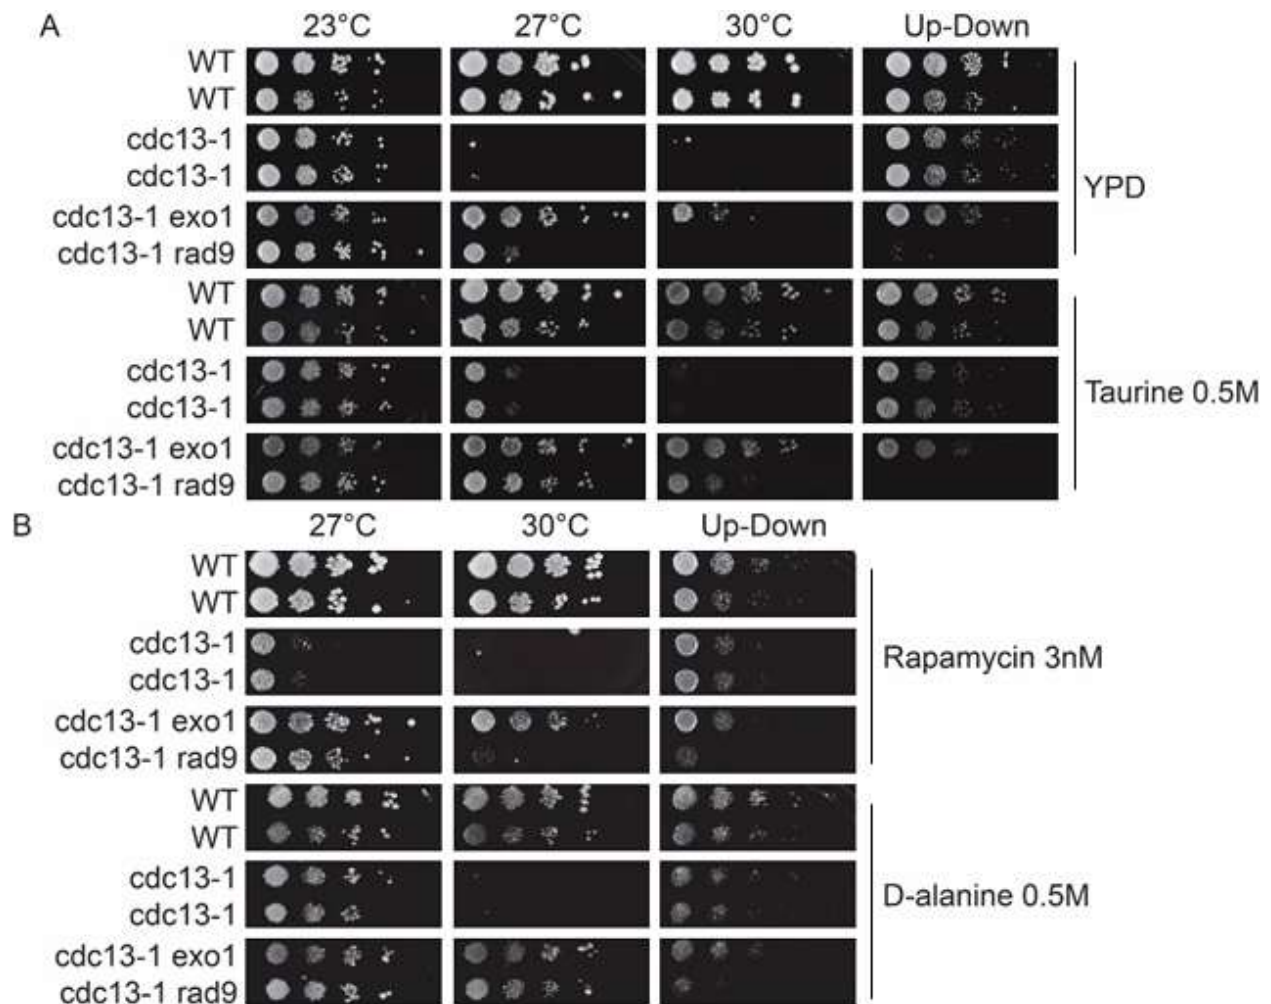 A
23°C 27°C 30°C Up-Down
WT
WT
cdc13-1
cdc13-1
cdc13-1 exo1
cdc13-1 rad9
YPD
WT
WT
cdc13-1
cdc13-1
cdc13-1 exo1
cdc13-1 rad9
Taurine 0.5M
B
27°C 30°C Up-Down
WT
WT
cdc13-1
cdc13-1
cdc13-1 exo1
cdc13-1 rad9
Rapamycin 3nM
WT
WT
cdc13-1
cdc13-1
cdc13-1 exo1
cdc13-1 rad9
D-alanine 0.5M